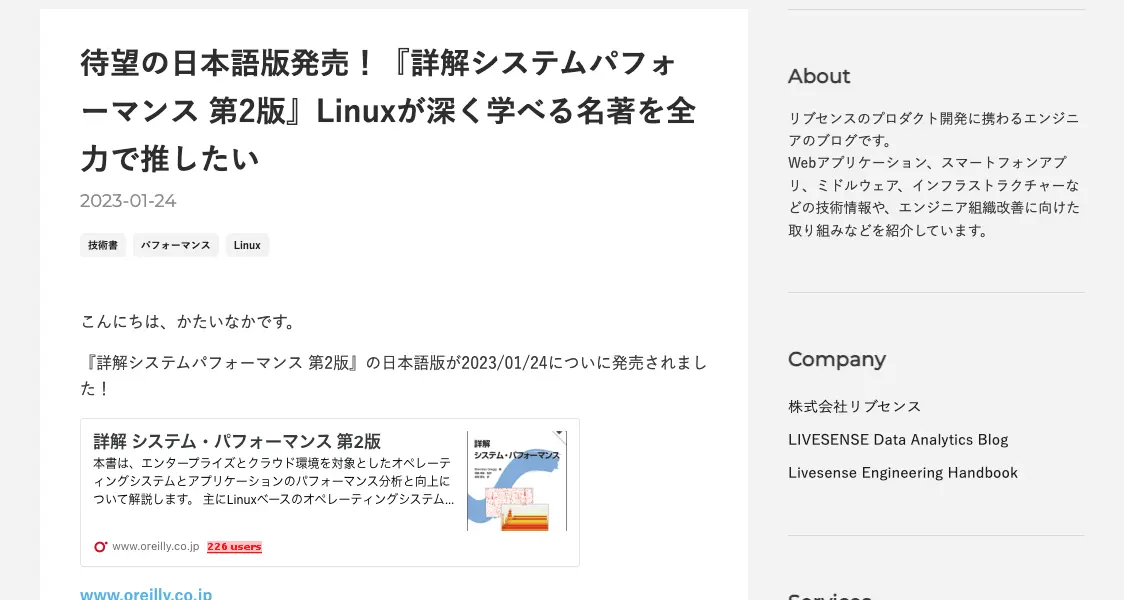 待望の日本語版発売！『詳解システムパフォ
ーマンス 第2版』Linuxが深く学べる名著を全
力で推したい
2023-01-24
技術書 パフォーマンス Linux
こんにちは、かたいなかです。
『詳解システムパフォーマンス 第2版』の日本語版が2023/01/24についに発売されまし
た！
詳解 システム・パフォーマンス 第2版
本書は、エンタープライズとクラウド環境を対象としたオペレーテ
ィングシステムとアプリケーションのパフォーマンス分析と向上に
ついて解説します。 主にLinuxベースのオペレーティングシステム...
詳解
システム・パフォーマンス
www.oreilly.co.jp 226 users
www.oreilly.co.jp
About
リブセンスのプロダクト開発に携わるエンジニ
アのブログです。
Webアプリケーション、スマートフォンアプ
リ、ミドルウェア、インフラストラクチャーな
どの技術情報や、エンジニア組織改善に向けた
取り組みなどを紹介しています。
Company
株式会社リブセンス
LIVESENSE Data Analytics Blog
Livesense Engineering Handbook
Services